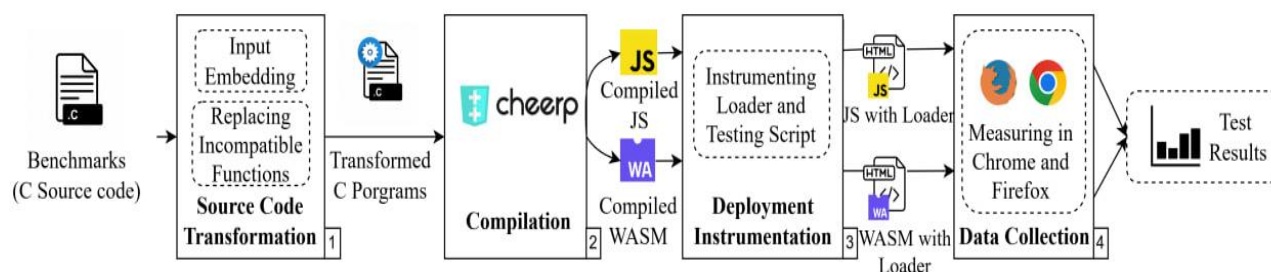 .C
Benchmarks
(C Source code)
Input
Embedding
Replacing
Incompatible
Functions
Source Code
Transformation
1
.C
Transformed
C Porgrams
cheerp
Compilation
2
JS
Compiled
JS
WA
Compiled
WASM
Instrumenting
Loader and
Testing Script
Deployment
Instrumentation
3
HTML
JS
JS with Loader
HTML
WA
WASM with
Loader
Measuring in
Chrome and
Firefox
Data Collection
4
Test
Results